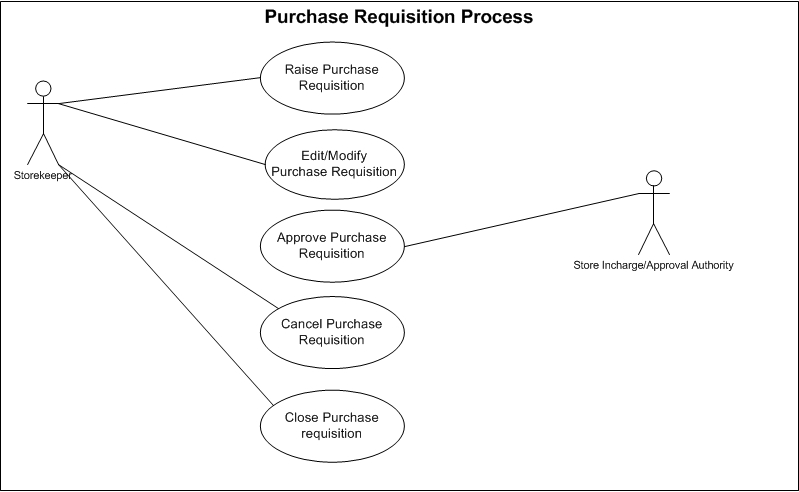 Purchase Requisition Process
Raise Purchase
Requisition
Edit/Modify
Purchase Requisition
Storekeeper
Approve Purchase
Requisition
Store Incharge/Approval Authority
Cancel Purchase
Requisition
Close Purchase
requisition